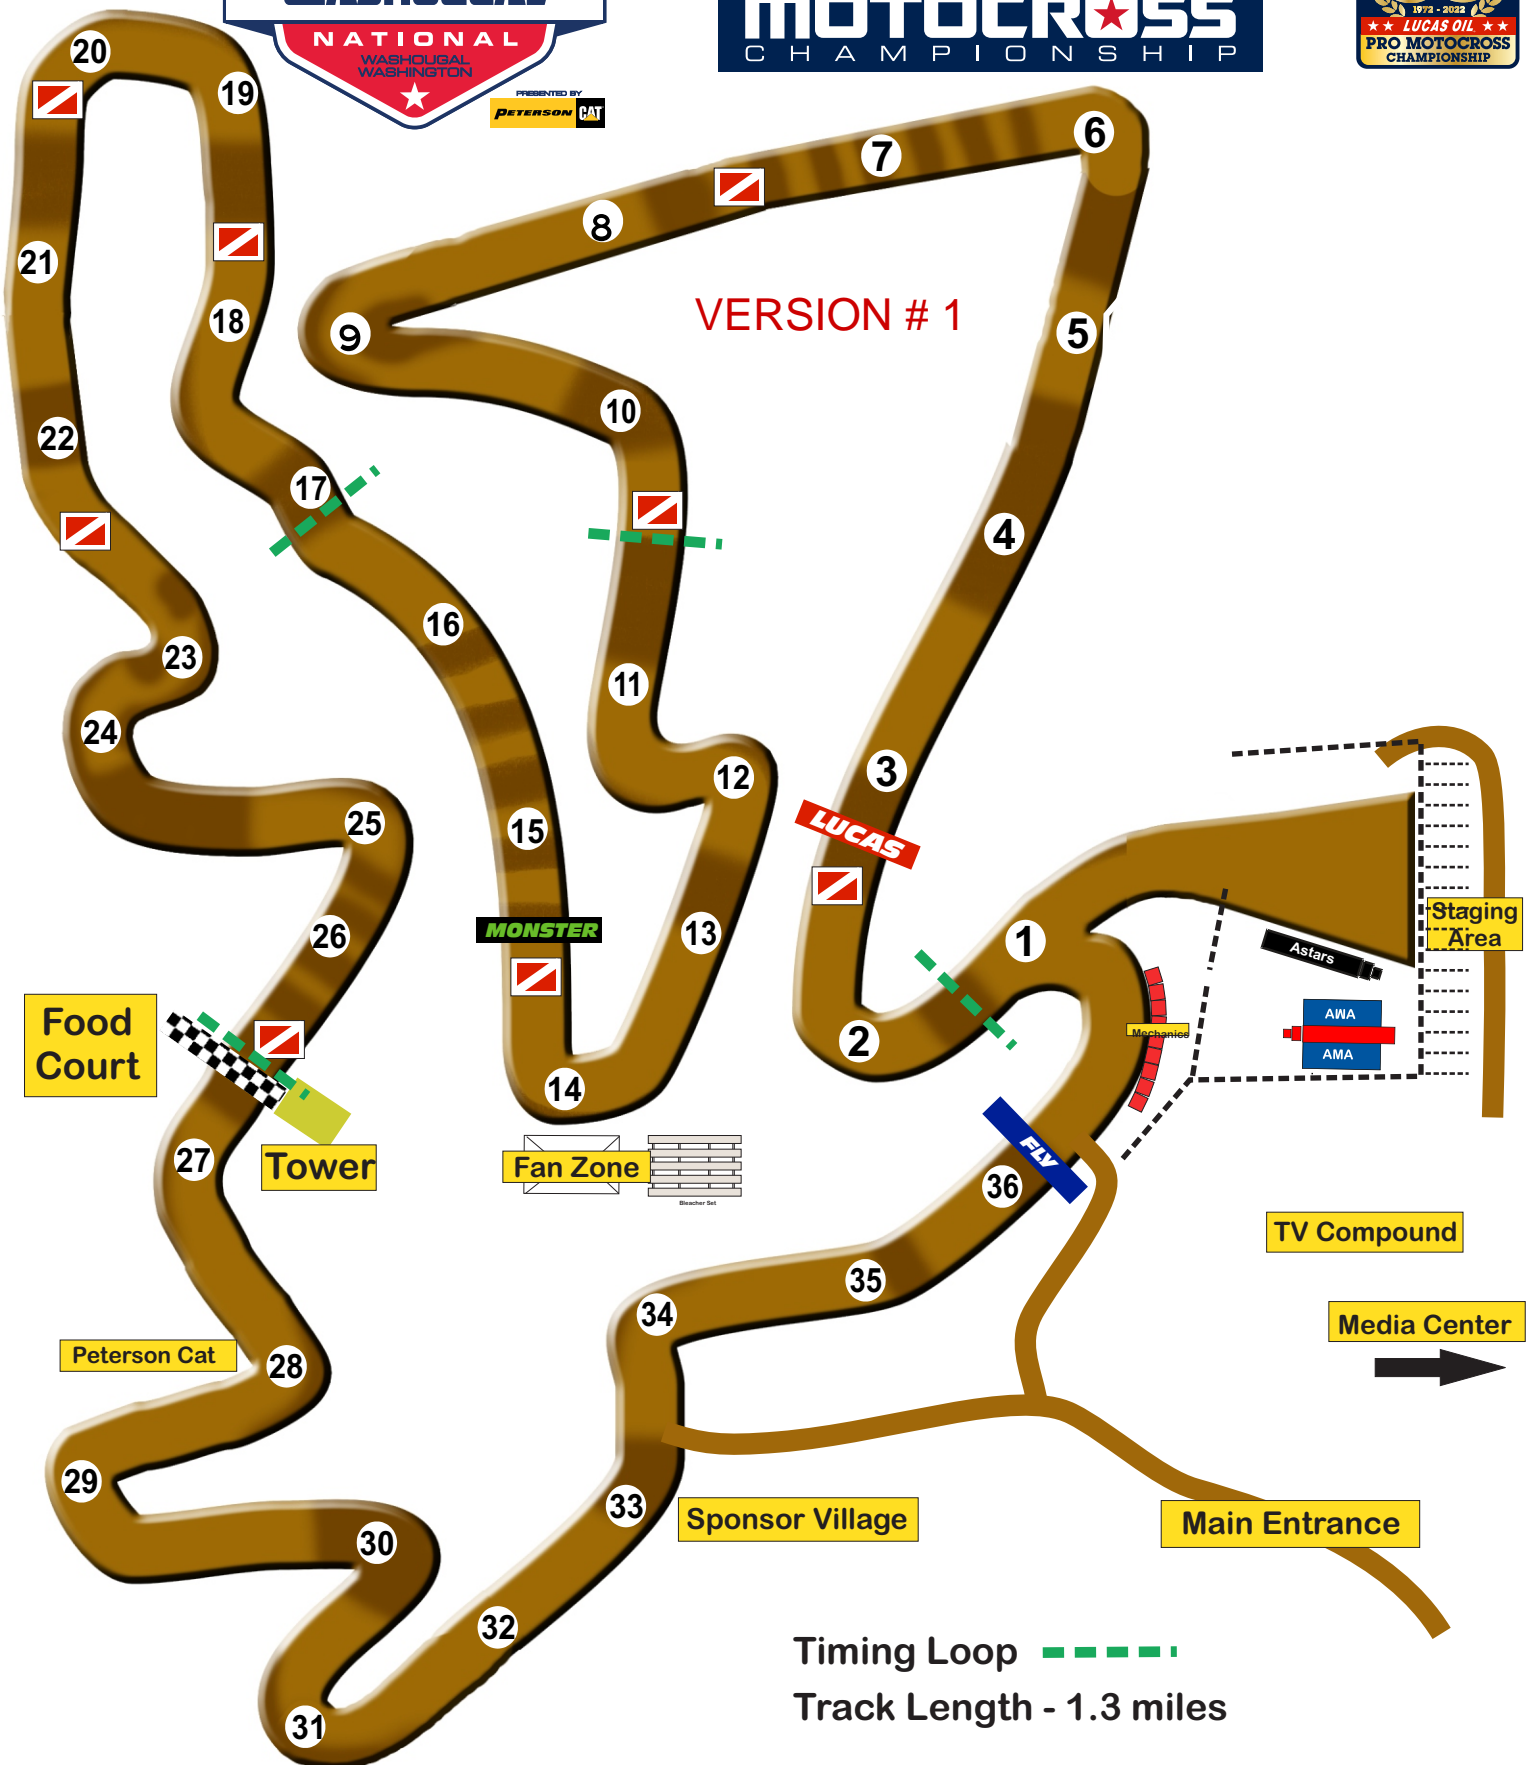 WASHOUGAL
NATIONAL
WASHOUGAL
WASHINGTON
PRESENTED BY
PETERSON CAT
MOTOCROSS
CHAMPIONSHIP
1972 - 2022
LUCAS OIL
PRO MOTOCROSS
CHAMPIONSHIP
20
19
6
7
8
21
18
VERSION # 1
5
9
10
22
17
4
16
23
11
24
3
12
25
15
LUCAS
26
MONSTER
13
1
Staging
Area
Astars
Food
Court
2
AWA
Mechanics
AMA
14
27
Tower
Fan Zone
Bleacher Set
FLY
36
TV Compound
35
34
Media Center
Peterson Cat
28
29
33
Sponsor Village
Main Entrance
30
32
31
Timing Loop
Track Length - 1.3 miles